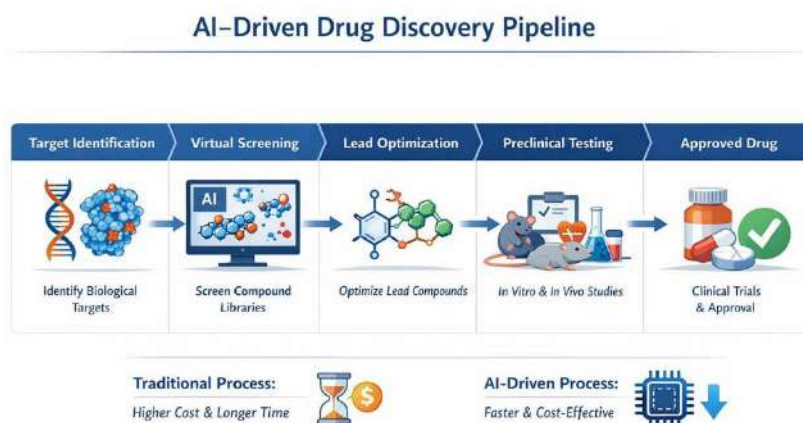 AI–Driven Drug Discovery Pipeline
Target Identification
Virtual Screening
Lead Optimization
Preclinical Testing
Approved Drug
AI
Identify Biological
Targets
Screen Compound
Libraries
Optimize Lead Compounds
In Vitro & In Vivo Studies
Clinical Trials
& Approval
Traditional Process:
Higher Cost & Longer Time
$
AI-Driven Process:
Faster & Cost-Effective